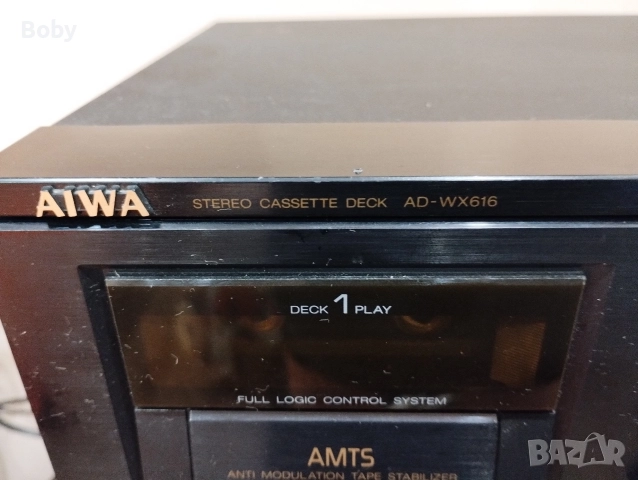 Boby
AIWA STEREO CASSETTE DECK AD-WX616
DECK 1 PLAY
FULL LOGIC CONTROL SYSTEM
AMTS
ANTI MODULATION TAPE STABILIZER
BAZAR